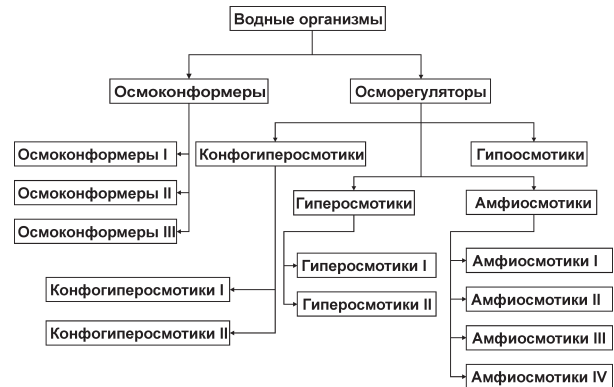 Водные организмы
Осмоконформеры
Осморегуляторы
Осмоконформеры I
Конфогиперосмотики
Гипоосмотики
Осмоконформеры II
Гиперосмотики
Амфиосмотики
Осмоконформеры III
Гиперосмотики I
Амфиосмотики I
Конфогиперосмотики I
Гиперосмотики II
Амфиосмотики II
Конфогиперосмотики II
Амфиосмотики III
Амфиосмотики IV